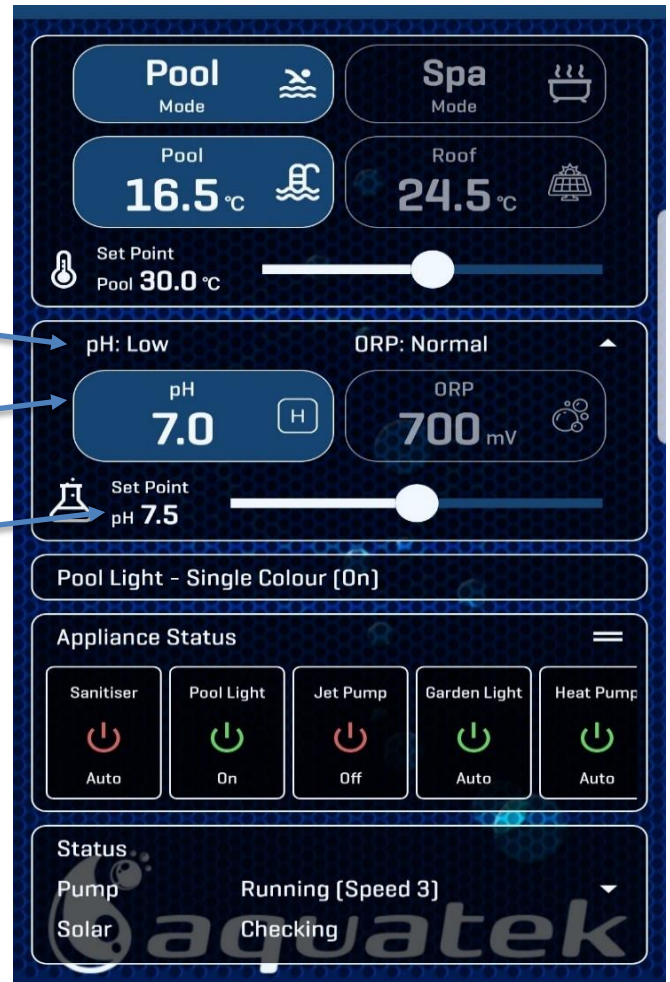 Pool
Mode
Spa
Mode
Pool
16.5 °C
Roof
24.5 °C
Set Point
Pool 30.0 °C
pH: Low
ORP: Normal
pH
7.0
H
ORP
700 mV
Set Point
pH 7.5
Pool Light - Single Colour (On)
Appliance Status
Sanitiser
Auto
Pool Light
On
Jet Pump
Off
Garden Light
Auto
Heat Pump
Auto
Status
Pump Running (Speed 3)
Solar Checking
aquatek